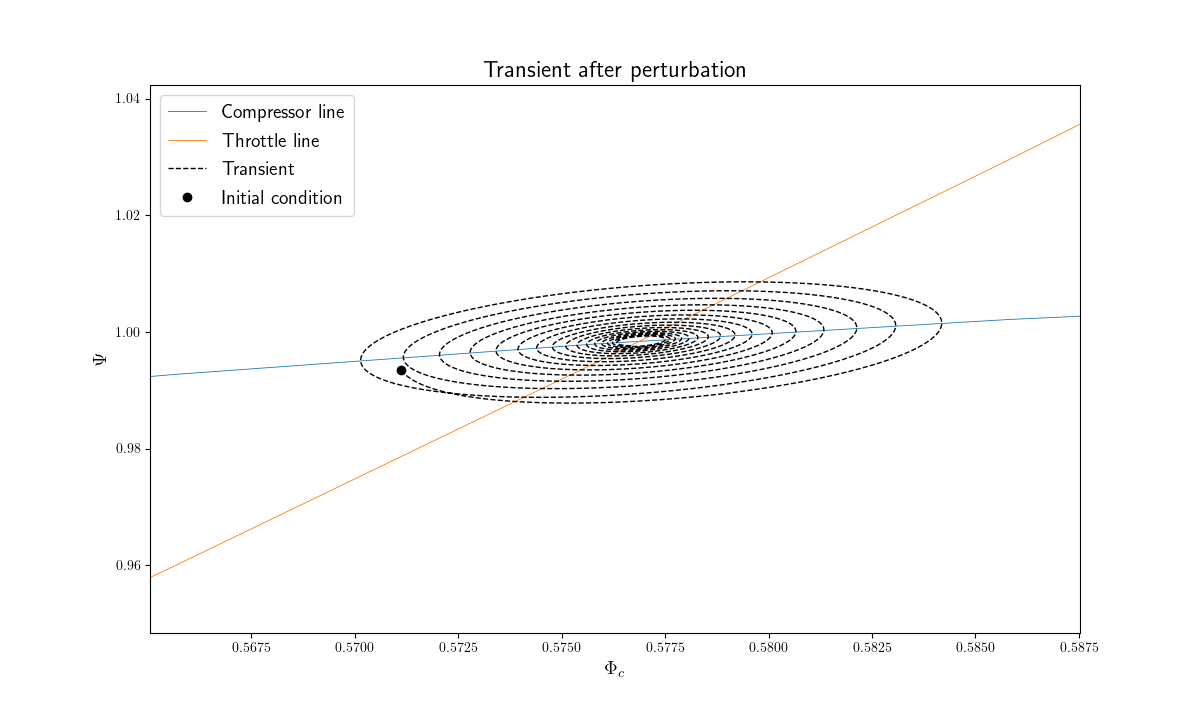 Transient after perturbation
Compressor line
Throttle line
Transient
Initial condition
1.04
1.02
1.00
0.98
0.96
Ψ
0.5675 0.5700 0.5725 0.5750 0.5775 0.5800 0.5825 0.5850 0.5875
Φc